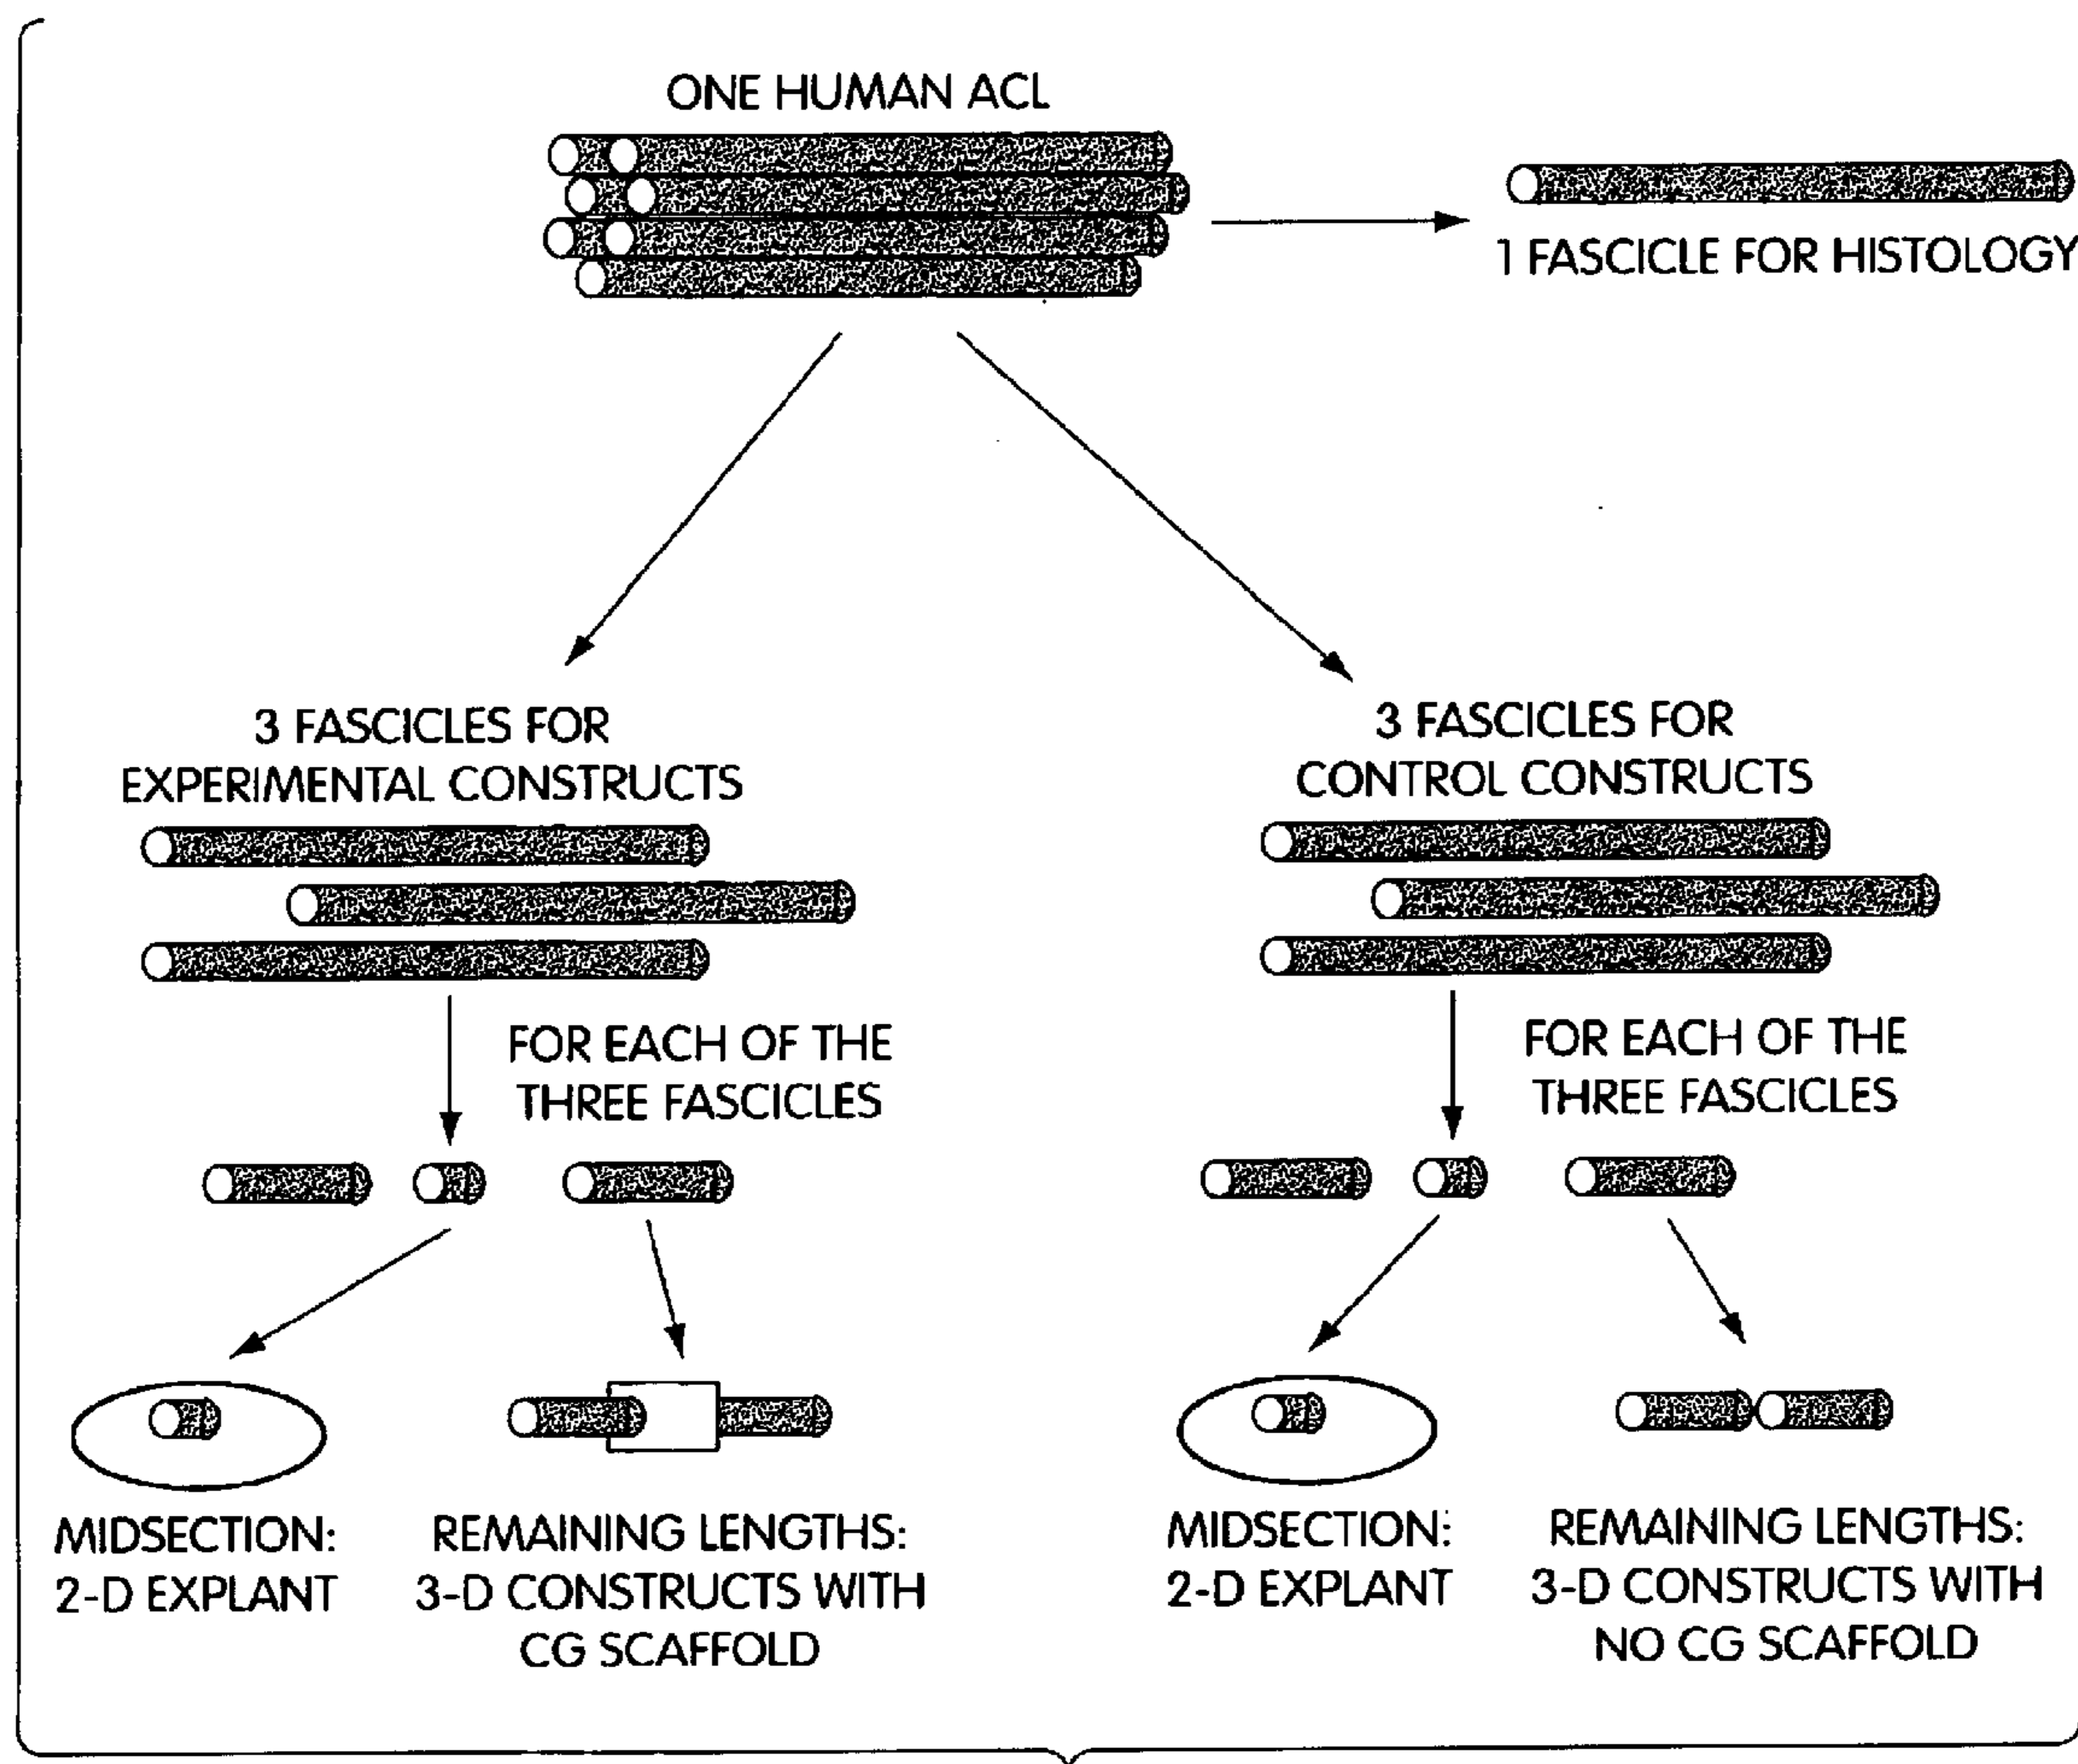 ONE HUMAN ACL
1 FASCICLE FOR HISTOLOGY
3 FASCICLES FOR
EXPERIMENTAL CONSTRUCTS
3 FASCICLES FOR
CONTROL CONSTRUCTS
FOR EACH OF THE
THREE FASCICLES
FOR EACH OF THE
THREE FASCICLES
MIDSECTION:
2-D EXPLANT
REMAINING LENGTHS:
3-D CONSTRUCTS WITH
CG SCAFFOLD
MIDSECTION:
2-D EXPLANT
REMAINING LENGTHS:
3-D CONSTRUCTS WITH
NO CG SCAFFOLD